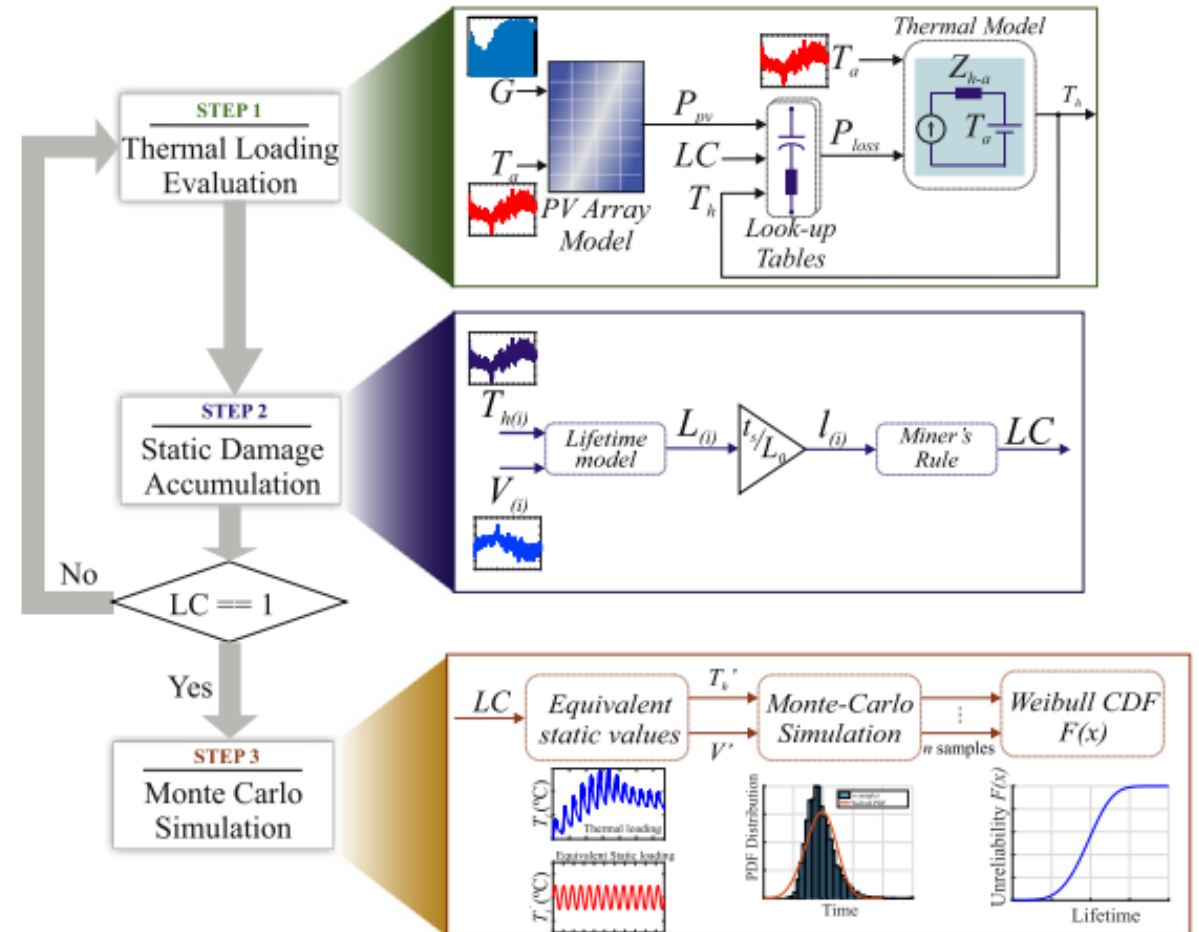 STEP 1
Thermal Loading
Evaluation
G
T_a
PV Array
Model
P_pv
LC
T_h
Look-up
Tables
T_a
P_loss
Thermal Model
Z_h-a
T_a
T_h
STEP 2
Static Damage
Accumulation
T_h(i)
V_(i)
Lifetime
model
L_(i)
t_s/L_0
l_(i)
Miner's
Rule
LC
LC == 1
No
Yes
STEP 3
Monte Carlo
Simulation
LC
Equivalent
static values
T_h'
V'
Monte-Carlo
Simulation
n samples
Weibull CDF
F(x)
(ºC)
Thermal loading
Equivalent Static loading
(ºC)
PDF Distribution
Time
Unreliability F(x)
Lifetime